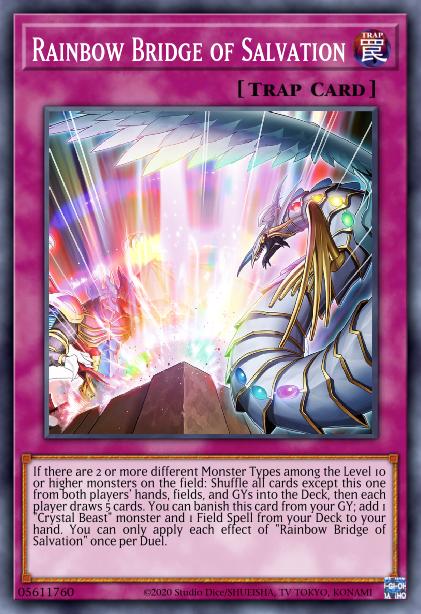 RAINBOW BRIDGE OF SALVATION
TRAP
罠
[TRAP CARD]
If there are 2 or more different Monster Types among the Level 10
or higher monsters on the field: Shuffle all cards except this one
from both players' hands, fields, and GYs into the Deck, then each
player draws 5 cards. You can banish this card from your GY; add 1
"Crystal Beast" monster and 1 Field Spell from your Deck to your
hand. You can only apply each effect of "Rainbow Bridge of
Salvation" once per Duel.
05611760
©2020 Studio Dice/SHUEISHA, TV TOKYO, KONAMI